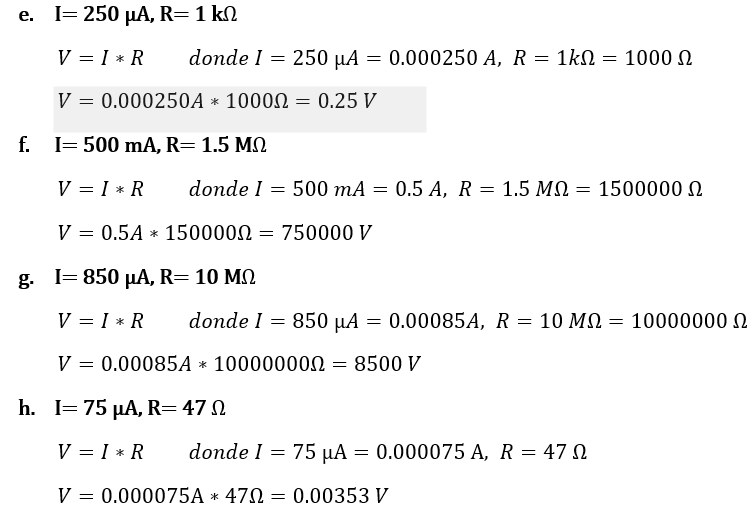 e. I= 250 µA, R= 1 kΩ
V = I ∗ R donde I = 250 µA = 0.000250 A, R = 1kΩ = 1000 Ω
V = 0.000250A ∗ 1000Ω = 0.25 V
f. I= 500 mA, R= 1.5 MΩ
V = I ∗ R donde I = 500 mA = 0.5 A, R = 1.5 MΩ = 1500000 Ω
V = 0.5A ∗ 150000Ω = 750000 V
g. I= 850 µA, R= 10 MΩ
V = I ∗ R donde I = 850 µA = 0.00085A, R = 10 MΩ = 10000000 Ω
V = 0.00085A ∗ 10000000Ω = 8500 V
h. I= 75 µA, R= 47 Ω
V = I ∗ R donde I = 75 µA = 0.000075 A, R = 47 Ω
V = 0.000075A ∗ 47Ω = 0.00353 V